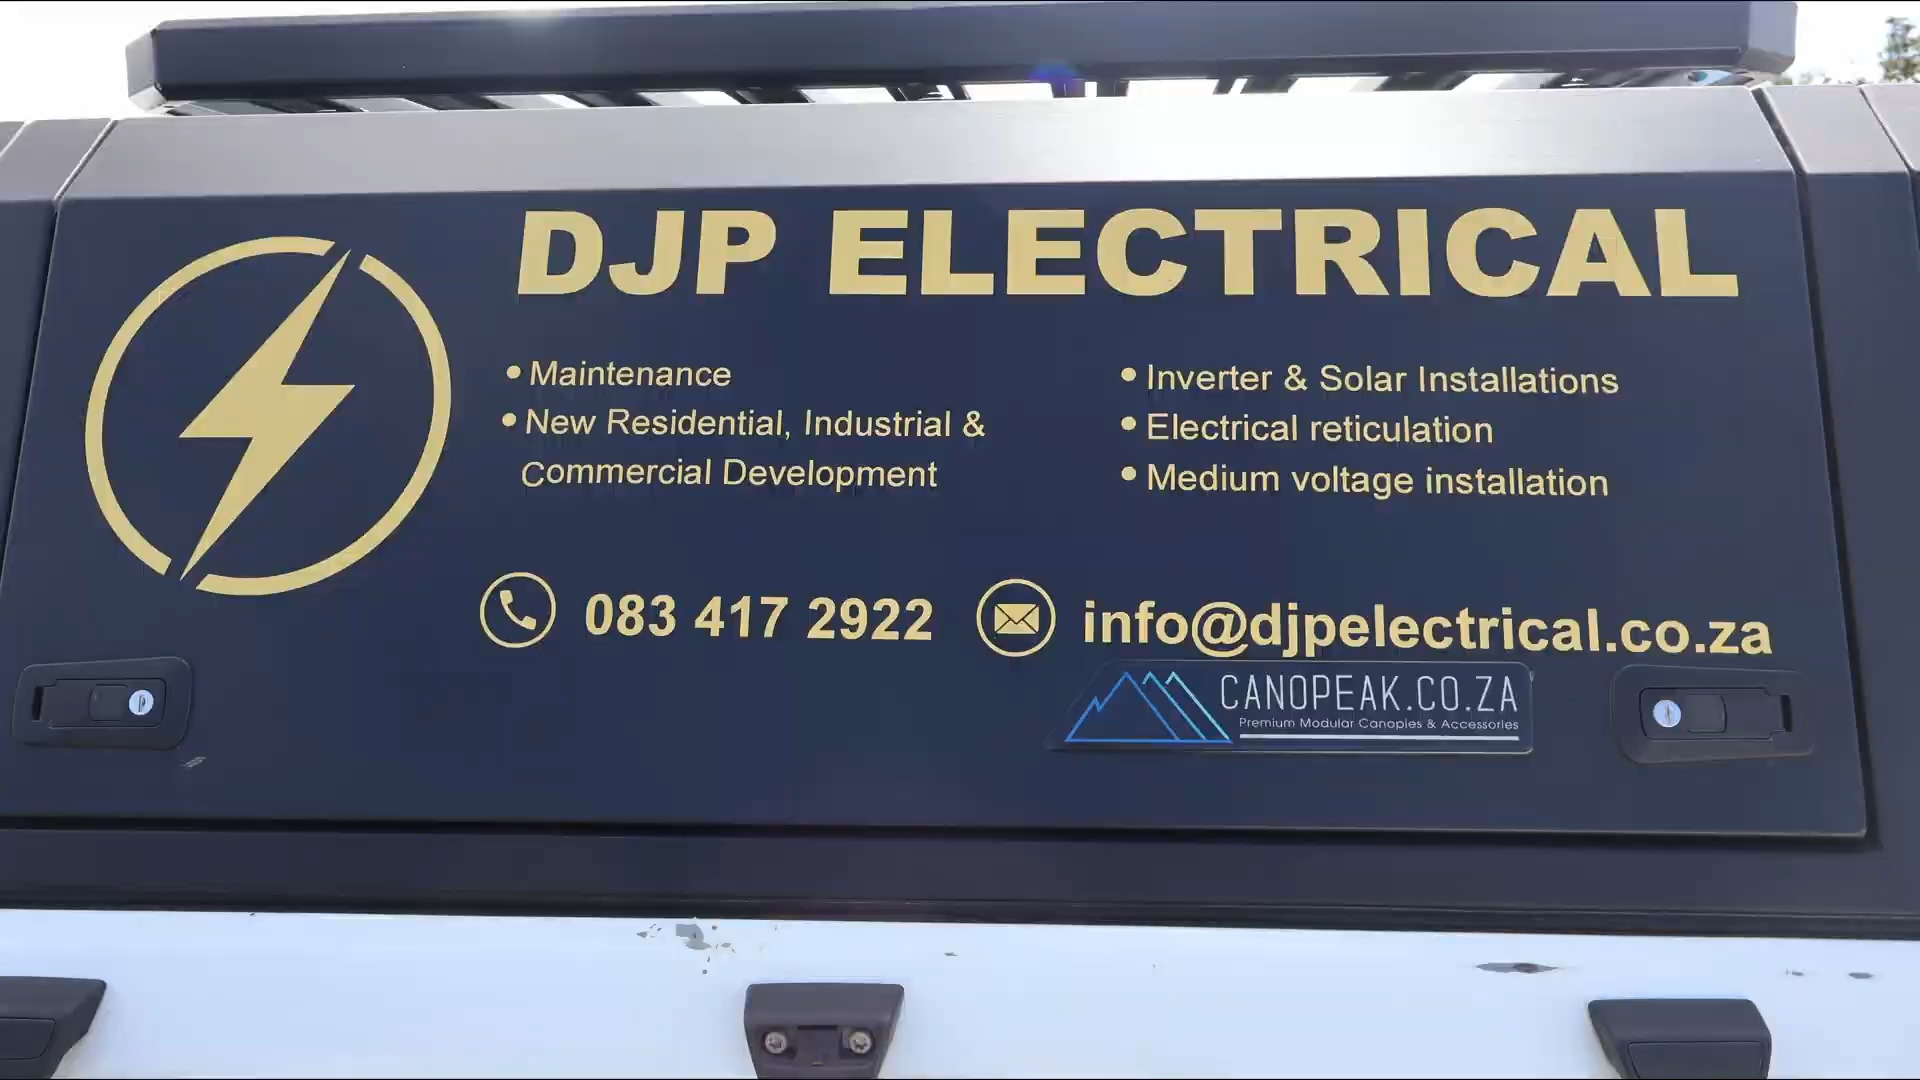 DJP ELECTRICAL
• Maintenance
• New Residential, Industrial &
Commercial Development
• Inverter & Solar Installations
• Electrical reticulation
• Medium voltage installation
083 417 2922
info@djpelectrical.co.za
CANOPEAK.CO.ZA
Premium Modular Canopies & Accessories